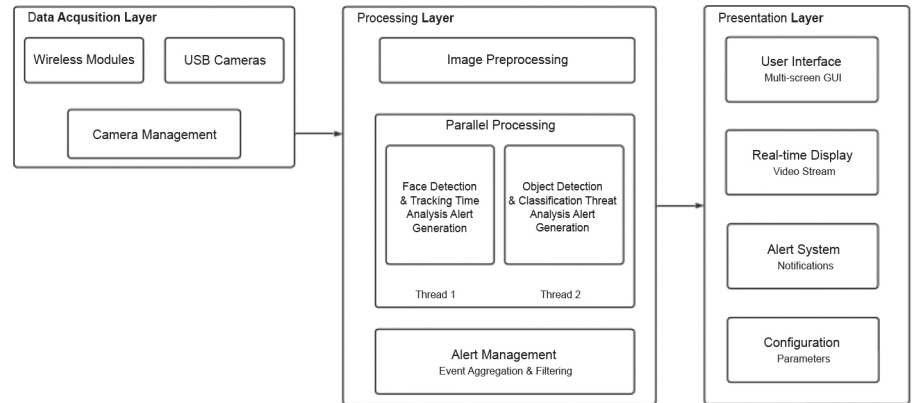 Data Acqusition Layer
Wireless Modules
USB Cameras
Camera Management
Processing Layer
Image Preprocessing
Parallel Processing
Face Detection
& Tracking Time
Analysis Alert
Generation
Thread 1
Object Detection
& Classification Threat
Analysis Alert
Generation
Thread 2
Alert Management
Event Aggregation & Filtering
Presentation Layer
User Interface
Multi-screen GUI
Real-time Display
Video Stream
Alert System
Notifications
Configuration
Parameters